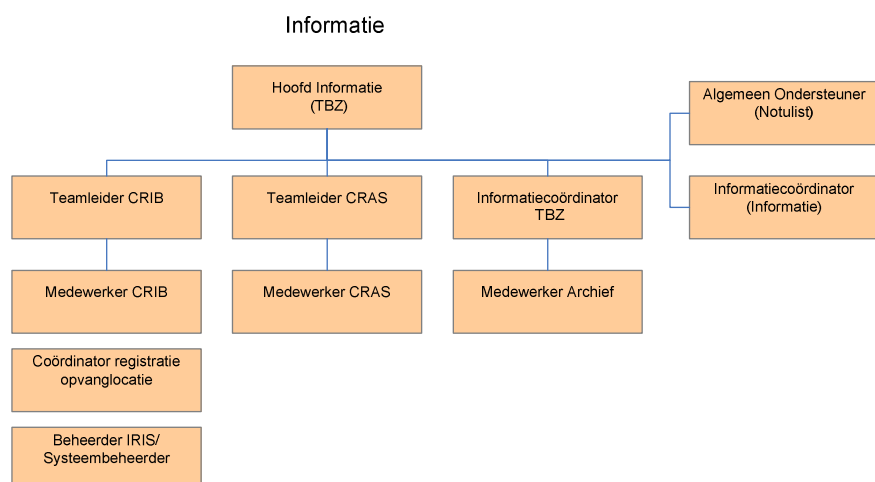 Informatie
Hoofd Informatie
(TBZ)
Algemeen Ondersteuner
(Notulist)
Teamleider CRIB
Teamleider CRAS
Informatiecoördinator
TBZ
Informatiecoördinator
(Informatie)
Medewerker CRIB
Medewerker CRAS
Medewerker Archief
Coördinator registratie
opvanglocatie
Beheerder IRIS/
Systeembeheerder